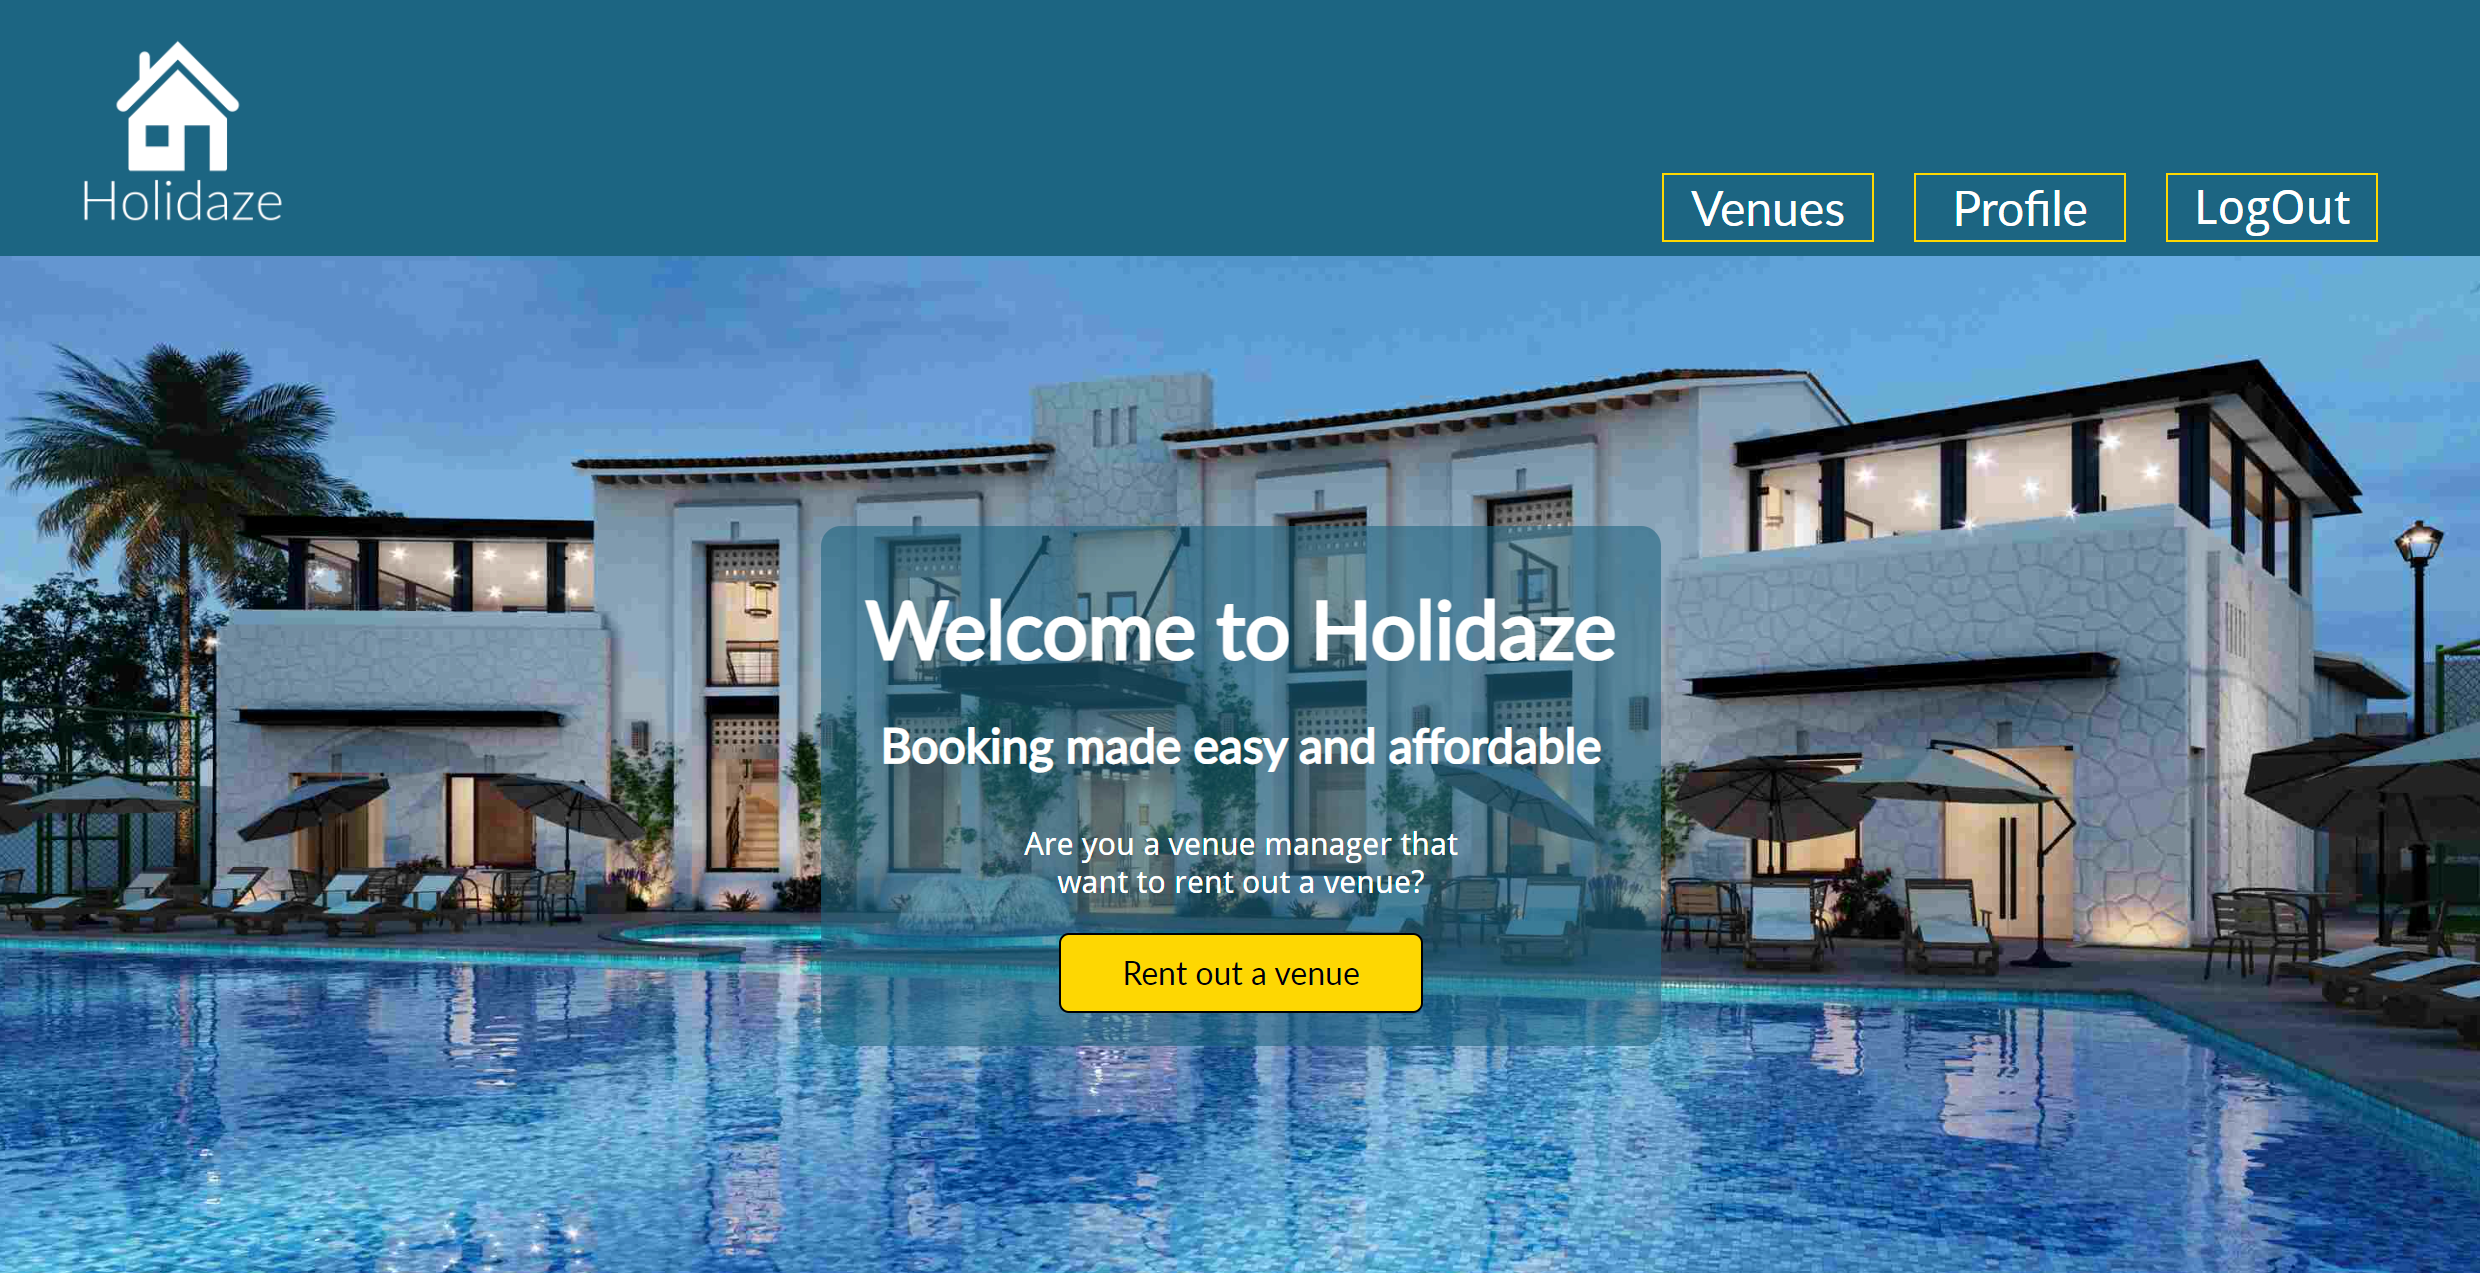 Holidaze
Venues
Profile
LogOut
Welcome to Holidaze
Booking made easy and affordable
Are you a venue manager that
want to rent out a venue?
Rent out a venue